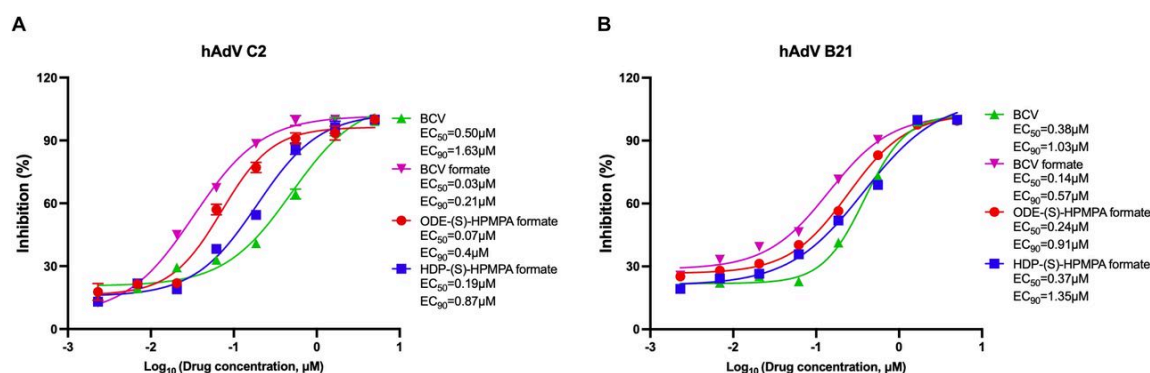 A
hAdV C2
Inhibition (%)
120
90
60
30
0
-3
-2
-1
0
1
Log10 (Drug concentration, μM)
BCV
EC50=0.50μM
EC90=1.63μM
BCV formate
EC50=0.03μM
EC90=0.21μM
ODE-(S)-HPMPA formate
EC50=0.07μM
EC90=0.4μM
HDP-(S)-HPMPA formate
EC50=0.19μM
EC90=0.87μM
B
hAdV B21
Inhibition (%)
120
90
60
30
0
-3
-2
-1
0
1
Log10 (Drug concentration, μM)
BCV
EC50=0.38μM
EC90=1.03μM
BCV formate
EC50=0.14μM
EC90=0.57μM
ODE-(S)-HPMPA formate
EC50=0.24μM
EC90=0.91μM
HDP-(S)-HPMPA formate
EC50=0.37μM
EC90=1.35μM